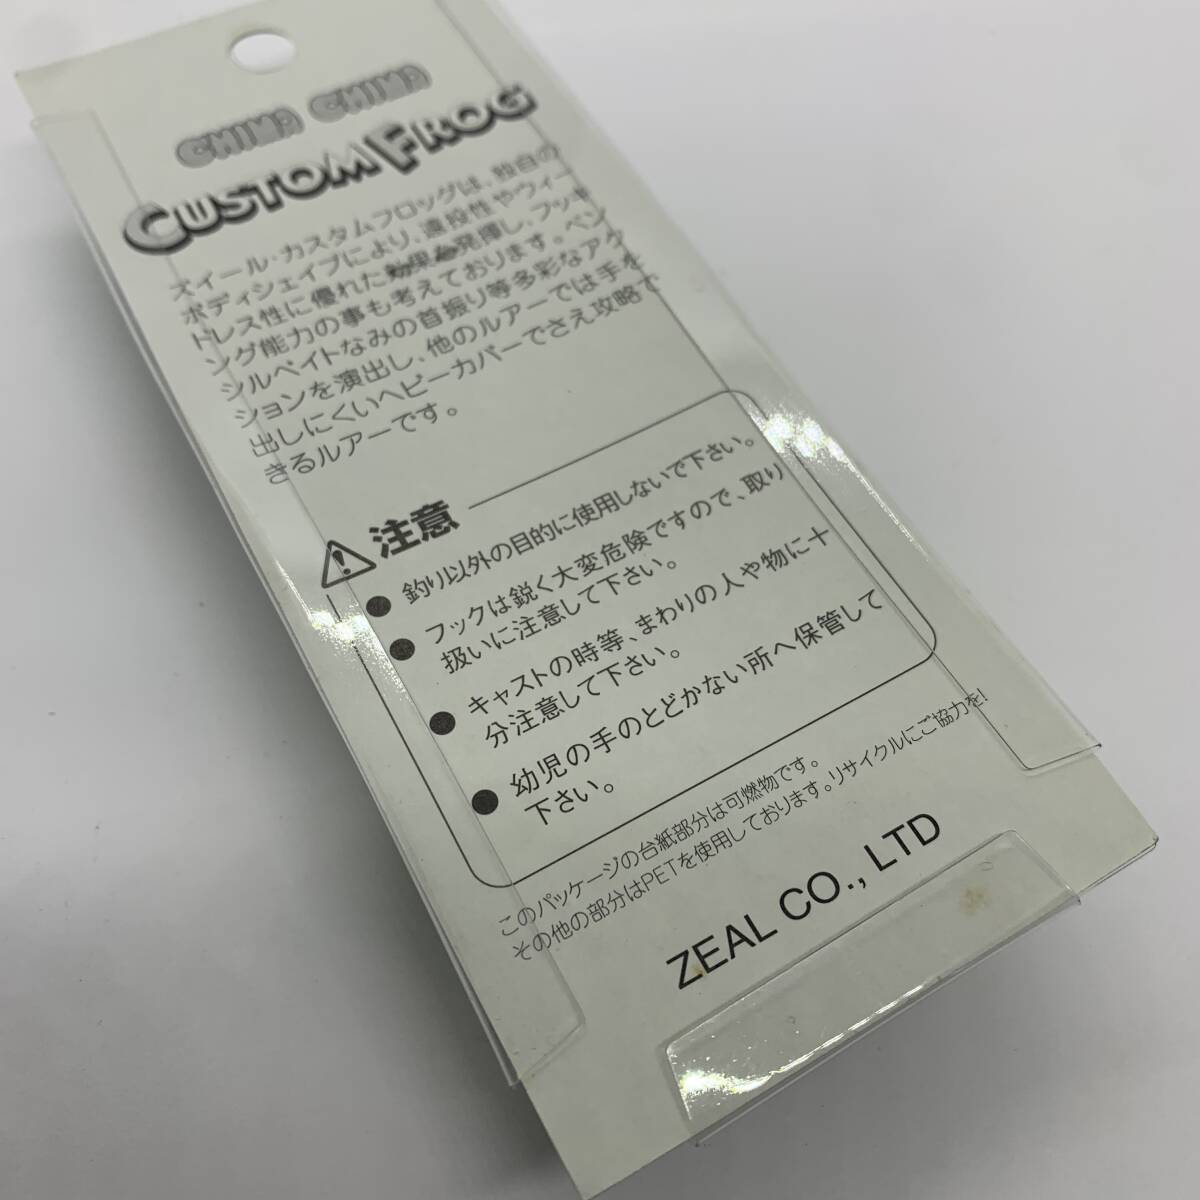 CHIMA CHIMA
CUSTOM FROG
ズイール・カスタムフロッグは、独自の
ボディシェイプにより、遠投性やウィー
ドレス性に優れた効果を発揮し、フッキ
ング能力の事も考えております。ペン
シルベイトなみの首振り等多彩なアク
ションを演出し、他のルアーでは手を
出しにくいヘビーカバーでさえ攻略で
きるルアーです。
注意
● 釣り以外の目的に使用しないで下さい。
● フックは鋭く大変危険ですので、取り
扱いに注意して下さい。
● キャストの時等、まわりの人や物に十
分注意して下さい。
● 幼児の手のとどかない所へ保管して
下さい。
このパッケージの台紙部分は可燃物です。
その他の部分はPETを使用しております。リサイクルにご協力を!
ZEAL CO., LTD